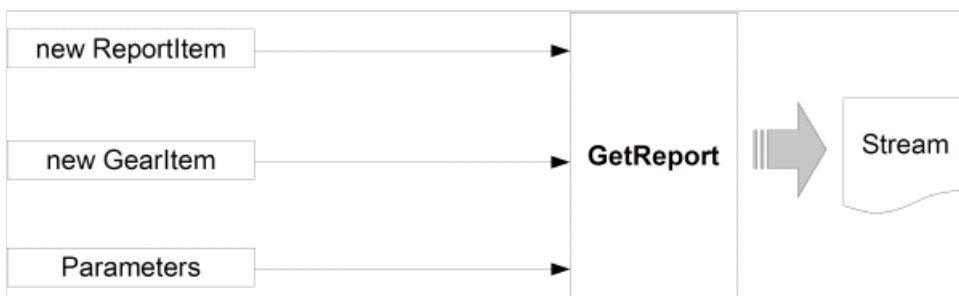 new ReportItem
new GearItem
GetReport
Stream
Parameters